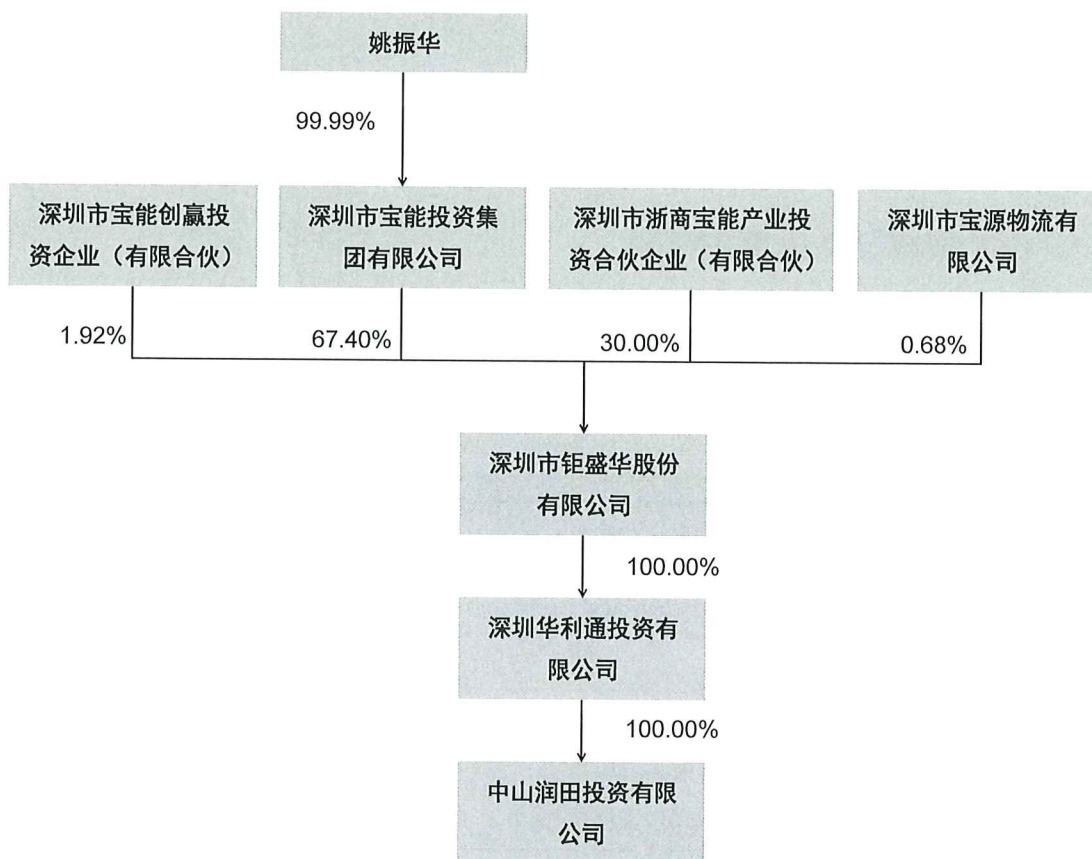 姚振华
99.99%
深圳市宝能创赢投
资企业（有限合伙）
深圳市宝能投资集
团有限公司
深圳市浙商宝能产业投
资合伙企业（有限合伙）
深圳市宝源物流有
限公司
1.92%
67.40%
30.00%
0.68%
深圳市钜盛华股份
有限公司
100.00%
深圳华利通投资有
限公司
100.00%
中山润田投资有限
公司